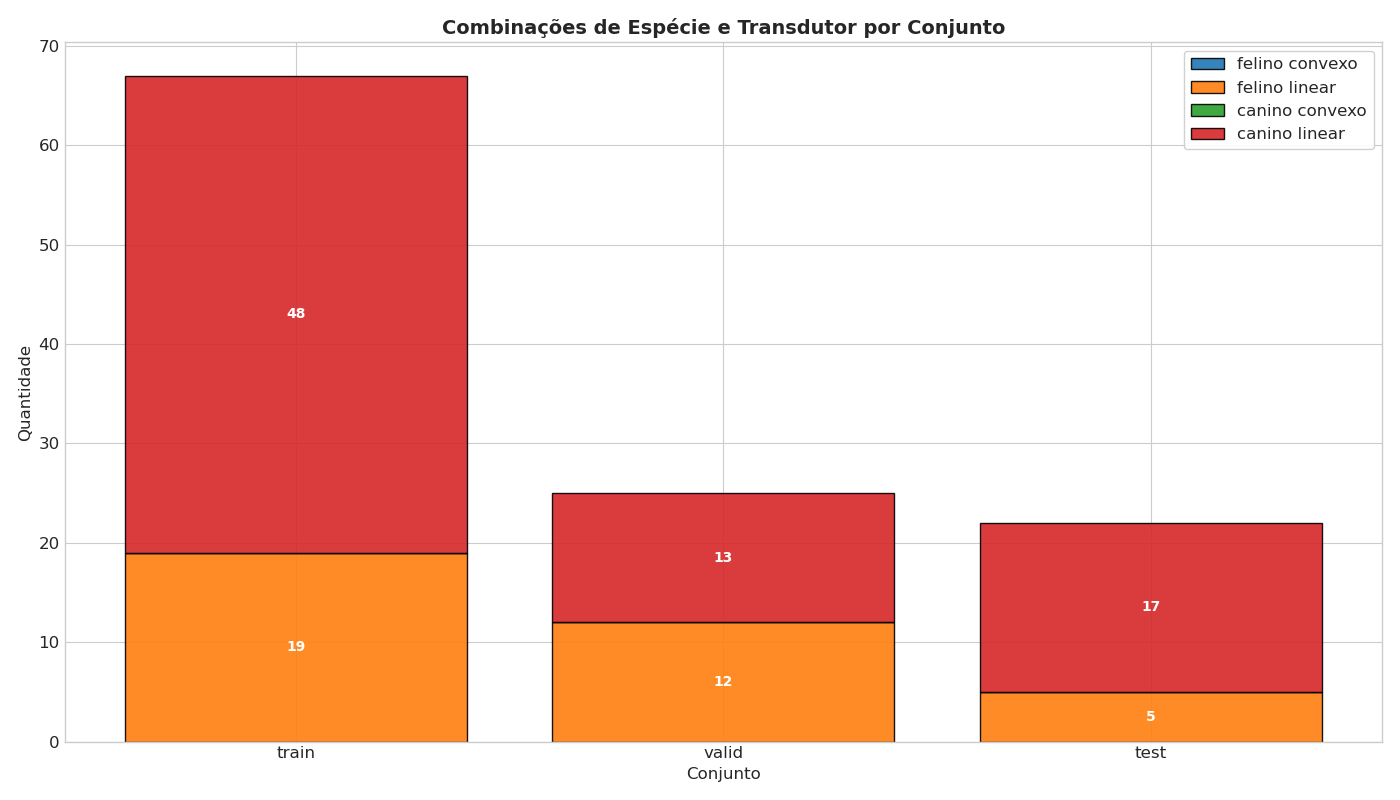 Combinações de Espécie e Transdutor por Conjunto
70
60
50
40
30
20
10
0
Quantidade
felino convexo
felino linear
canino convexo
canino linear
48
19
13
12
17
5
train
valid
test
Conjunto